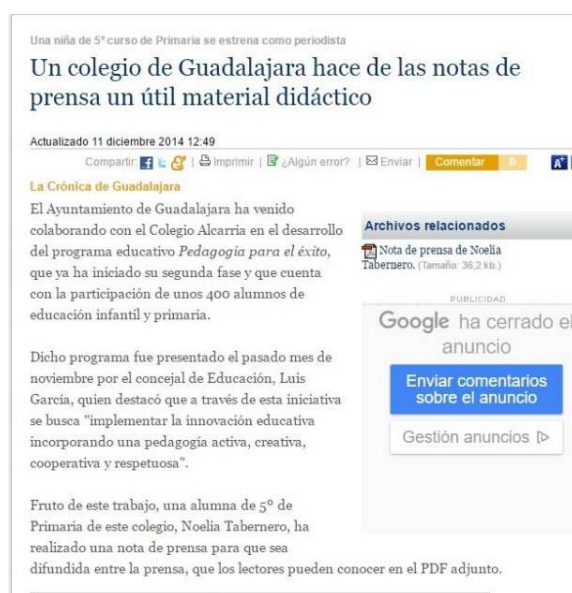 Una niña de 5º curso de Primaria se estrena como periodista
Un colegio de Guadalajara hace de las notas de
prensa un útil material didáctico
Actualizado 11 diciembre 2014 12:49
Compartir: | Imprimir | ¿Algún error? | Enviar | Comentar 0 A+
La Crónica de Guadalajara
El Ayuntamiento de Guadalajara ha venido
colaborando con el Colegio Alcarria en el desarrollo
del programa educativo Pedagogía para el éxito,
que ya ha iniciado su segunda fase y que cuenta
con la participación de unos 400 alumnos de
educación infantil y primaria.
Dicho programa fue presentado el pasado mes de
noviembre por el concejal de Educación, Luis
García, quien destacó que a través de esta iniciativa
se busca "implementar la innovación educativa
incorporando una pedagogía activa, creativa,
cooperativa y respetuosa".
Fruto de este trabajo, una alumna de 5º de
Primaria de este colegio, Noelia Tabernero, ha
realizado una nota de prensa para que sea
difundida entre la prensa, que los lectores pueden conocer en el PDF adjunto.
Archivos relacionados
Nota de prensa de Noelia
Tabernero. (Tamaño: 36,2 kb.)
PUBLICIDAD
Google ha cerrado el
anuncio
Enviar comentarios
sobre el anuncio
Gestión anuncios